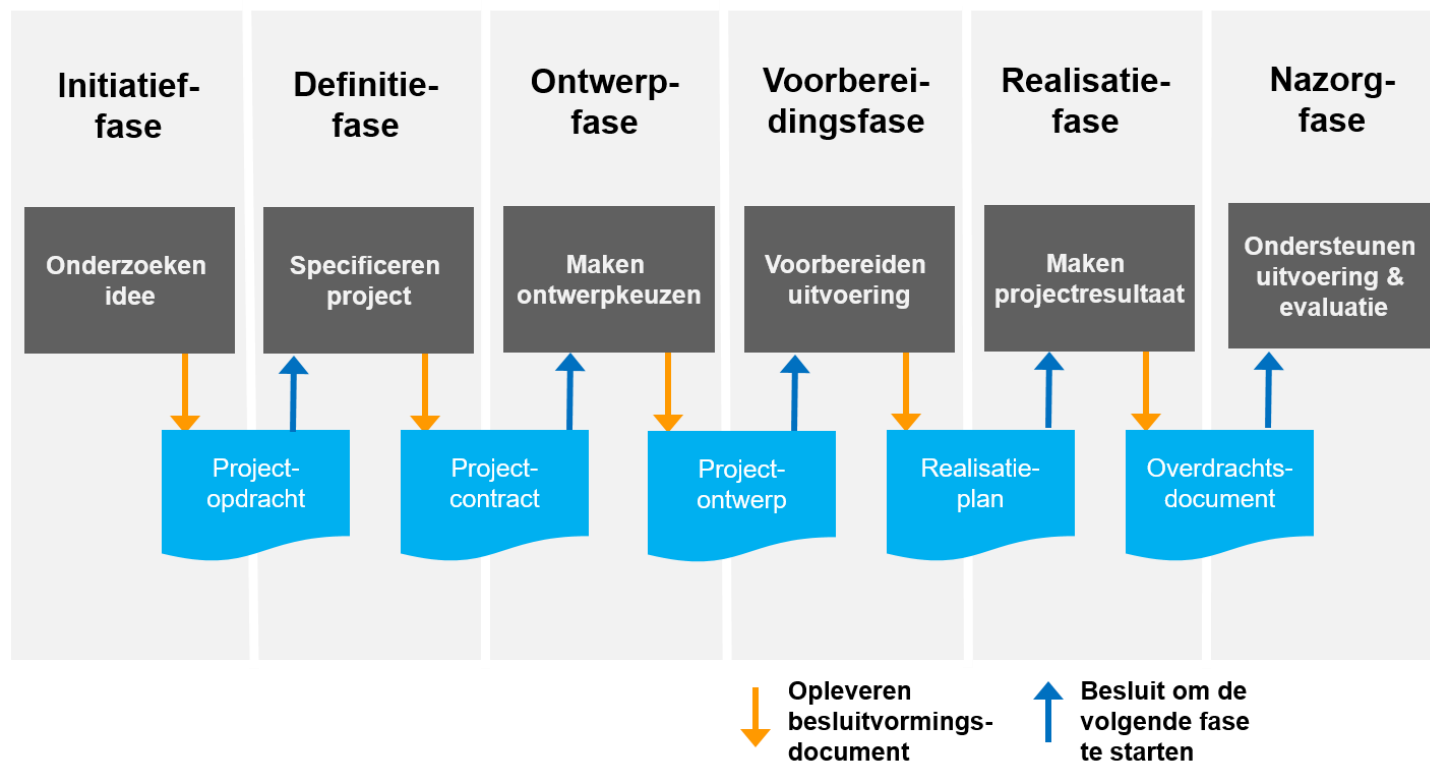 Initiatief-
fase
Definitie-
fase
Ontwerp-
fase
Voorberei-
dingsfase
Realisatie-
fase
Nazorg-
fase
Onderzoeken
idee
Specificeren
project
Maken
ontwerpkeuzen
Voorbereiden
uitvoering
Maken
projectresultaat
Ondersteunen
uitvoering &
evaluatie
Project-
opdracht
Project-
contract
Project-
ontwerp
Realisatie-
plan
Overdrachts-
document
Opleveren
besluitvormings-
document
Besluit om de
volgende fase
te starten